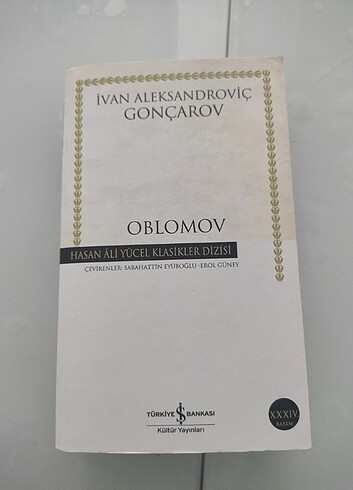 İVAN ALEKSANDROVİÇ
GONÇAROV
OBLOMOV
HASAN ÂLİ YÜCEL KLASİKLER DİZİSİ
ÇEVİRENLER: SABAHATTİN EYÜBOĞLU -EROL GÜNEY
XXXIV.
BASIM
TÜRKİYE İŞ BANKASI
Kültür Yayınları